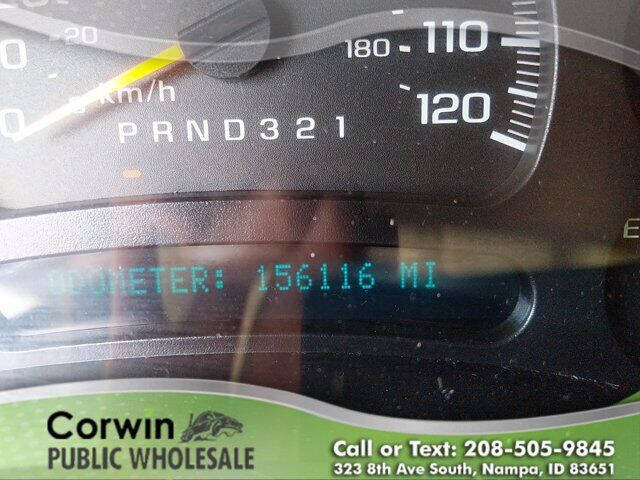 20
180
110
km/h
120
PRND321
E
ODOMETER: 156116 MI
Corwin
PUBLIC WHOLESALE
Call or Text: 208-505-9845
323 8th Ave South, Nampa, ID 83651